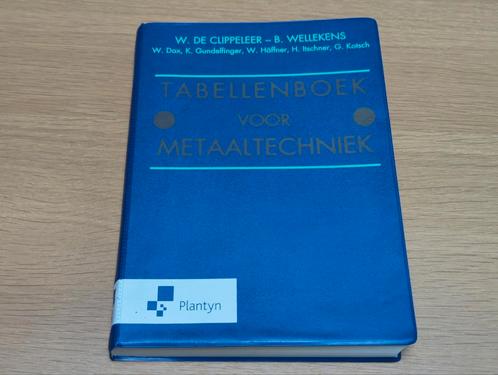 W. DE CLIPPELEER – B. WELLEKENS
W. Dax, K. Gundelfinger, W. Häffner, H. Itschner, G. Kotsch
TABELLENBOEK
VOOR
METAALTECHNIEK
Plantyn